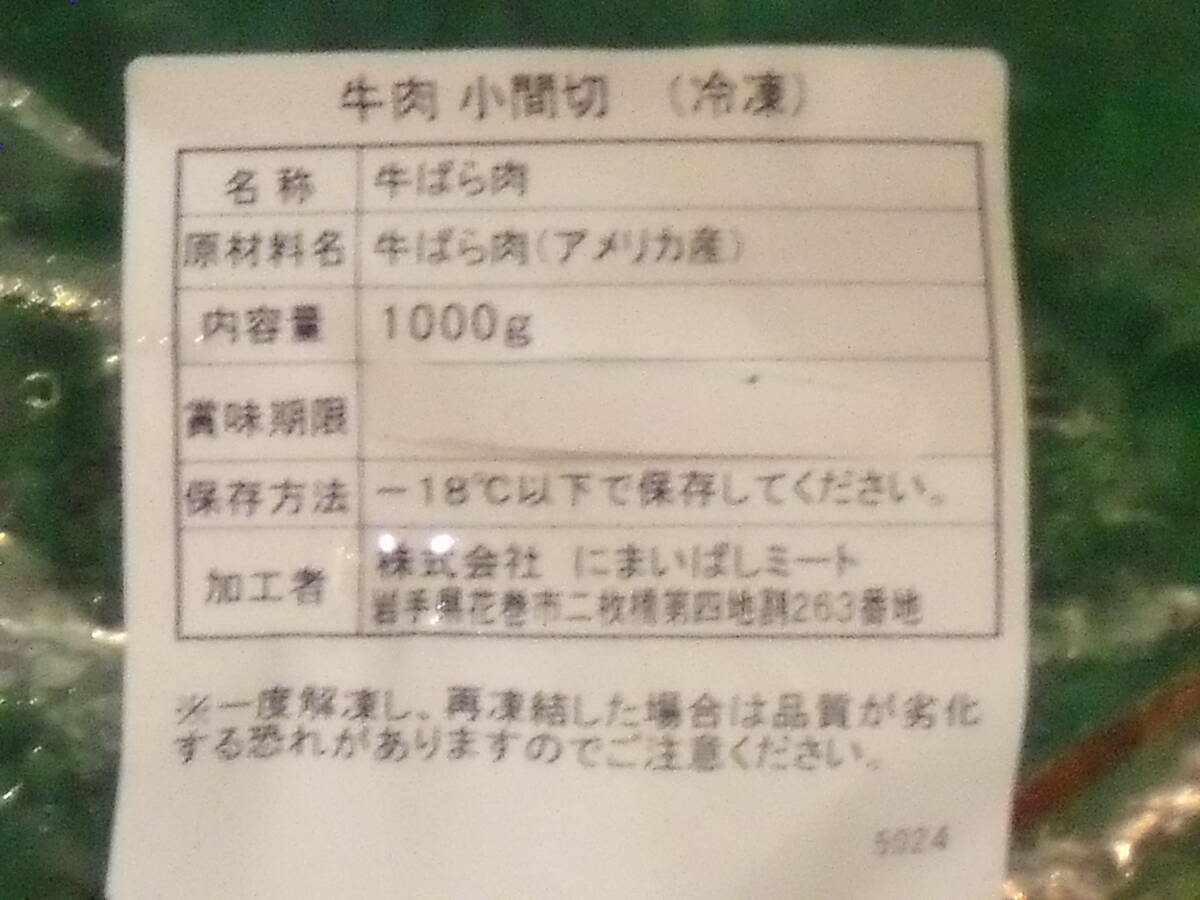 牛肉 小間切 （冷凍）
名称 牛ばら肉
原材料名 牛ばら肉（アメリカ産）
内容量 1000g
賞味期限
保存方法 －18℃以下で保存してください。
加工者 株式会社 にまいばしミート
岩手県花巻市二枚橋第四地割263番地
※一度解凍し、再凍結した場合は品質が劣化
する恐れがありますのでご注意ください。
5024